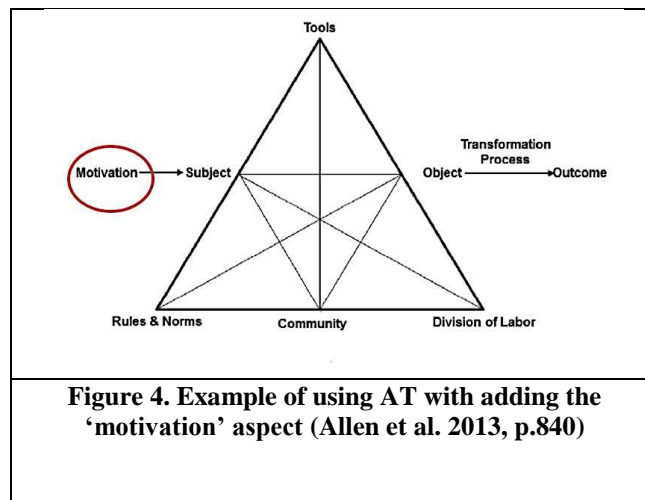 Tools
Transformation
Process
Motivation
Subject
Object
Outcome
Rules & Norms
Community
Division of Labor
Figure 4. Example of using AT with adding the
‘motivation’ aspect (Allen et al. 2013, p.840)